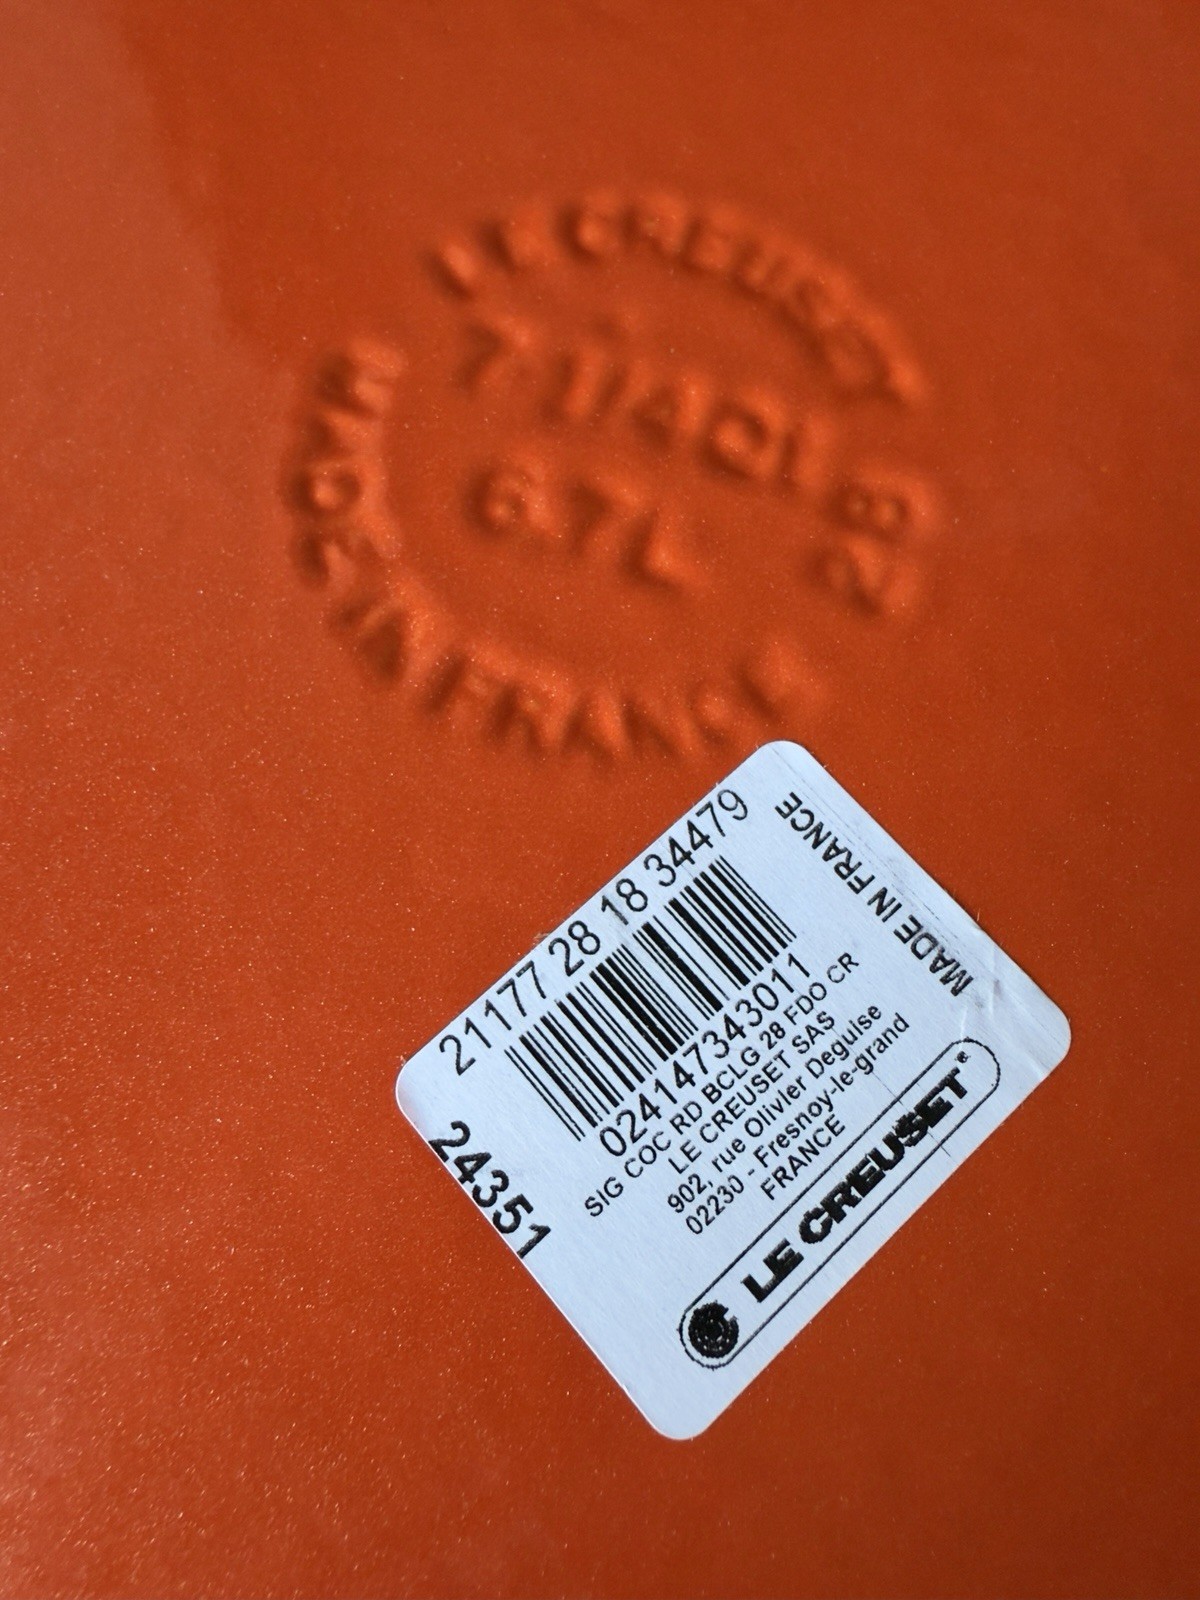 LE CREUSET
7 1/4 Qt
6.7L
28
MADE IN FRANCE
21177 28 18 34479
024147343011
SIG COC RD BCLG 28 FDO CR
LE CREUSET SAS
902, rue Olivier Deguise
02230 - Fresnoy-le-grand
FRANCE
LE CREUSET®
24351
MADE IN FRANCE